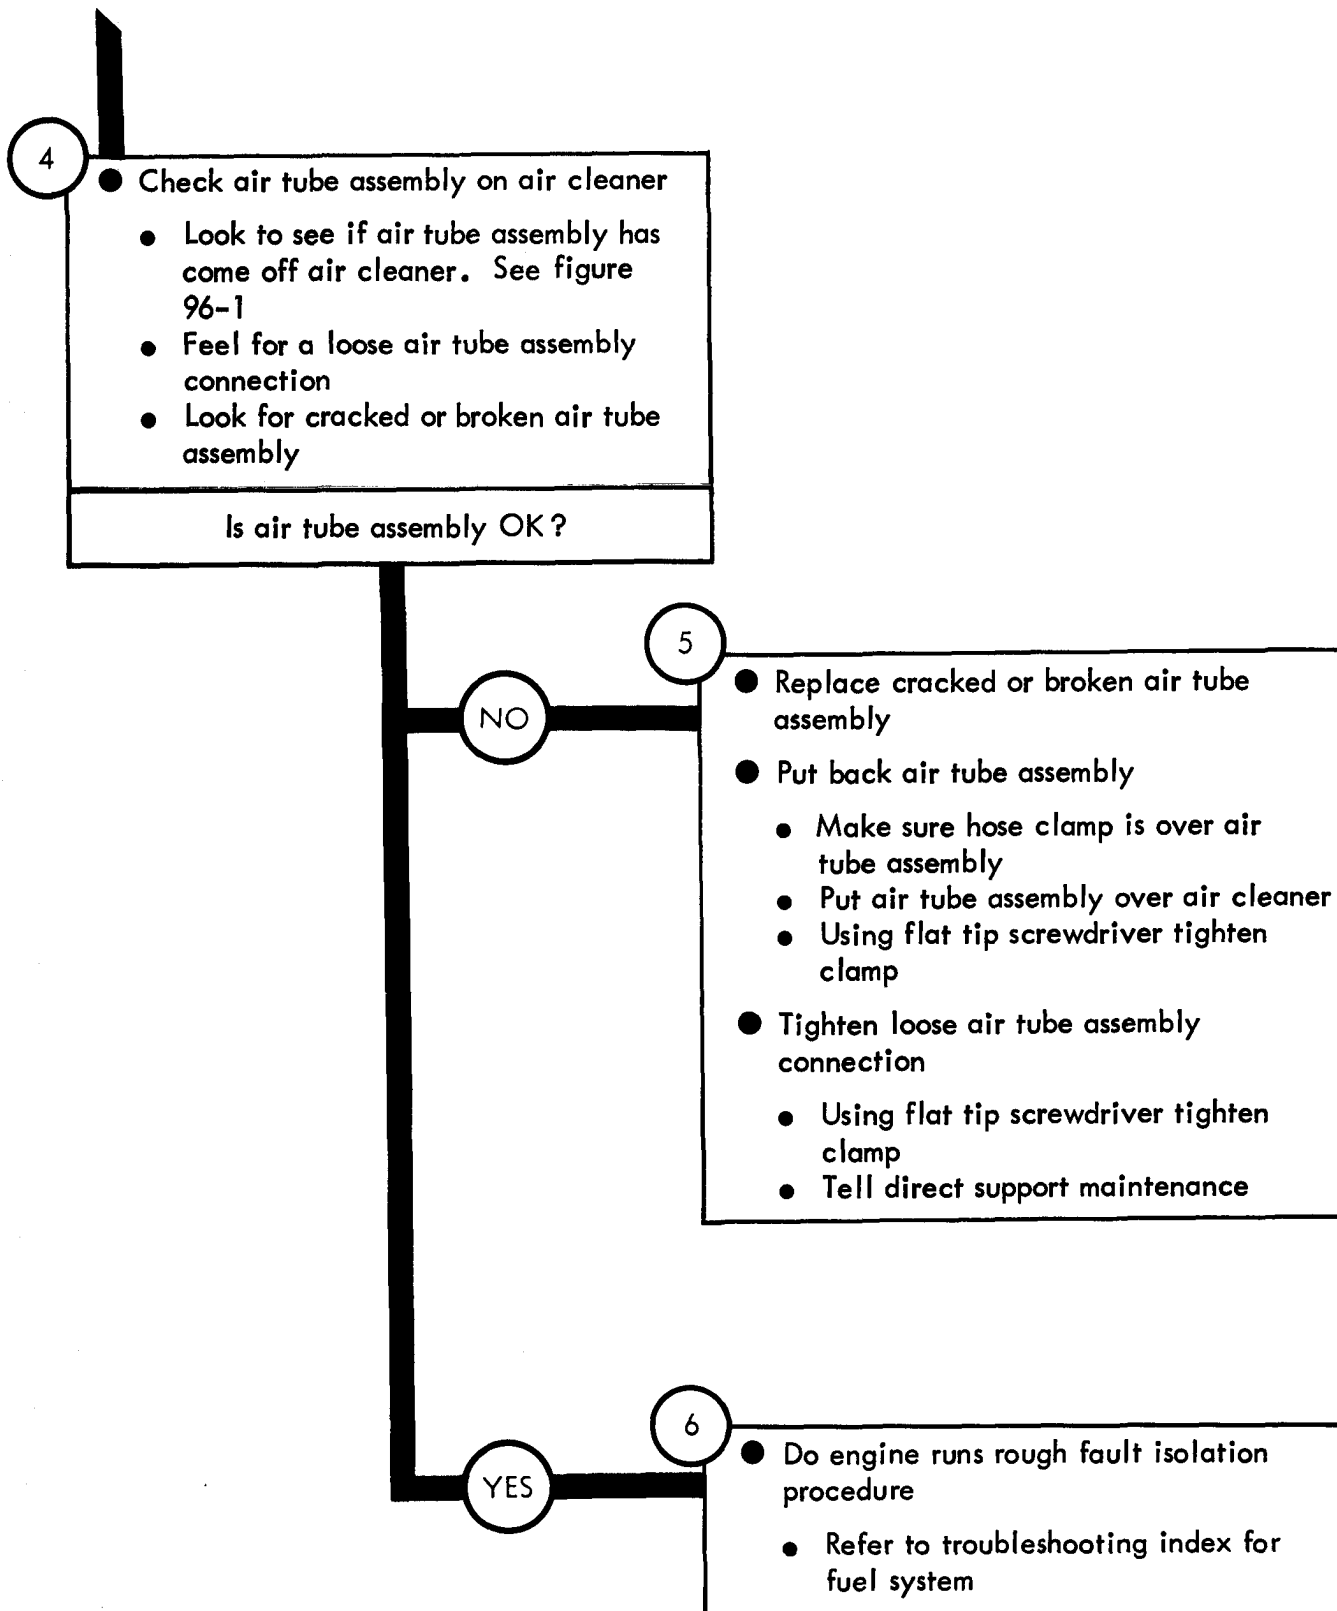 4
● Check air tube assembly on air cleaner
● Look to see if air tube assembly has
come off air cleaner. See figure
96-1
● Feel for a loose air tube assembly
connection
● Look for cracked or broken air tube
assembly
Is air tube assembly OK?
NO
5
● Replace cracked or broken air tube
assembly
● Put back air tube assembly
● Make sure hose clamp is over air
tube assembly
● Put air tube assembly over air cleaner
● Using flat tip screwdriver tighten
clamp
● Tighten loose air tube assembly
connection
● Using flat tip screwdriver tighten
clamp
● Tell direct support maintenance
YES
6
● Do engine runs rough fault isolation
procedure
● Refer to troubleshooting index for
fuel system